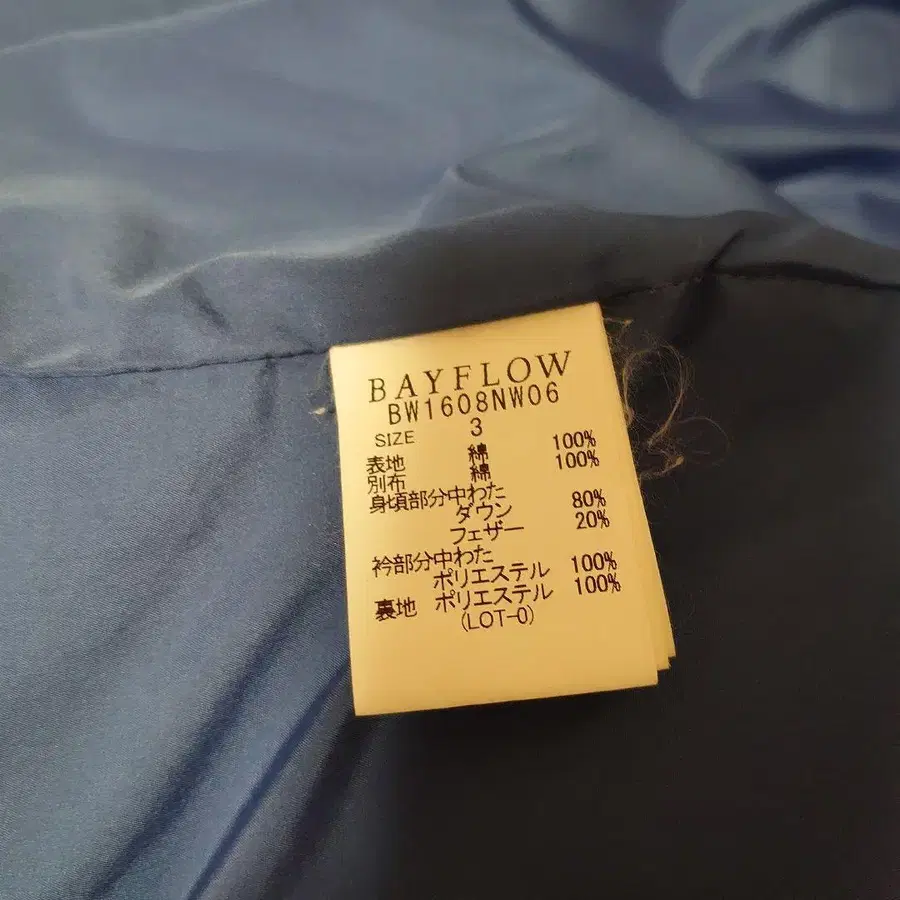 BAYFLOW
BW1608NW06
SIZE 3
表地 綿 100%
別布 綿 100%
身頃部分中わた
ダウン 80%
フェザー 20%
衿部分中わた
ポリエステル 100%
裏地 ポリエステル 100%
(LOT-0)